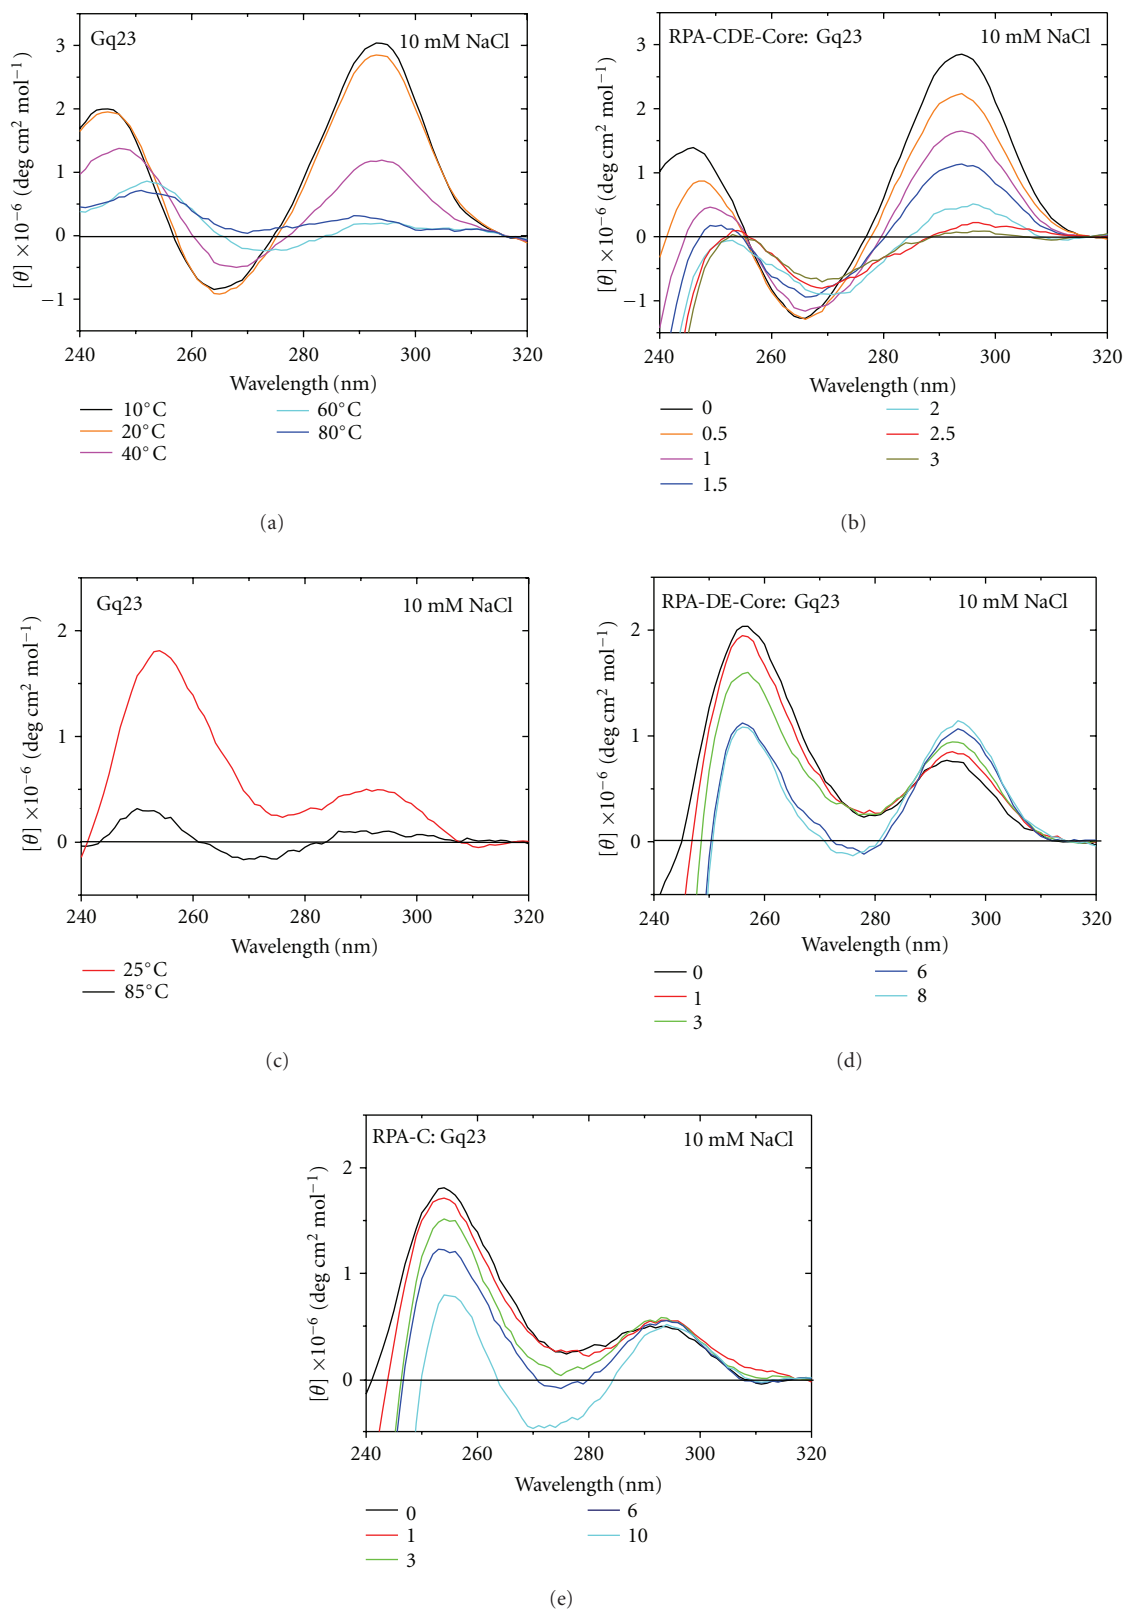 Gq23
10 mM NaCl
[θ] ×10⁻⁶ (deg cm² mol⁻¹)
3
2
1
0
−1
240
260
280
300
320
Wavelength (nm)
10°C
20°C
40°C
60°C
80°C
(a)
RPA-CDE-Core: Gq23
10 mM NaCl
[θ] ×10⁻⁶ (deg cm² mol⁻¹)
3
2
1
0
−1
240
260
280
300
320
Wavelength (nm)
0
0.5
1
1.5
2
2.5
3
(b)
Gq23
10 mM NaCl
[θ] ×10⁻⁶ (deg cm² mol⁻¹)
2
1
0
240
260
280
300
320
Wavelength (nm)
25°C
85°C
(c)
RPA-DE-Core: Gq23
10 mM NaCl
[θ] ×10⁻⁶ (deg cm² mol⁻¹)
2
1
0
240
260
280
300
320
Wavelength (nm)
0
1
3
6
8
(d)
RPA-C: Gq23
10 mM NaCl
[θ] ×10⁻⁶ (deg cm² mol⁻¹)
2
1
0
240
260
280
300
320
Wavelength (nm)
0
1
3
6
10
(e)